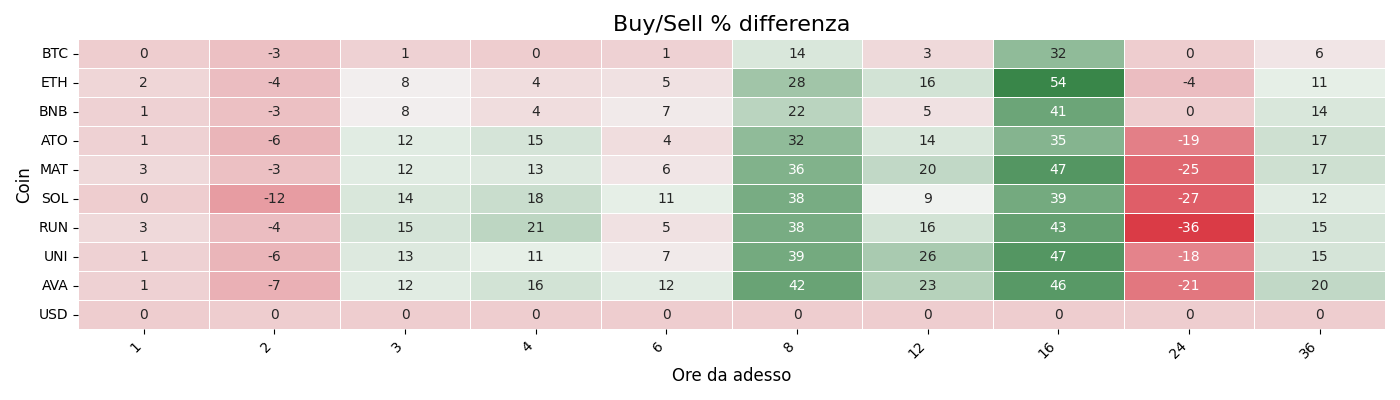 Buy/Sell % differenza
Coin
BTC 0 -3 1 0 1 14 3 32 0 6
ETH 2 -4 8 4 5 28 16 54 -4 11
BNB 1 -3 8 4 7 22 5 41 0 14
ATO 1 -6 12 15 4 32 14 35 -19 17
MAT 3 -3 12 13 6 36 20 47 -25 17
SOL 0 -12 14 18 11 38 9 39 -27 12
RUN 3 -4 15 21 5 38 16 43 -36 15
UNI 1 -6 13 11 7 39 26 47 -18 15
AVA 1 -7 12 16 12 42 23 46 -21 20
USD 0 0 0 0 0 0 0 0 0 0
1 2 3 4 6 8 12 16 24 36
Ore da adesso